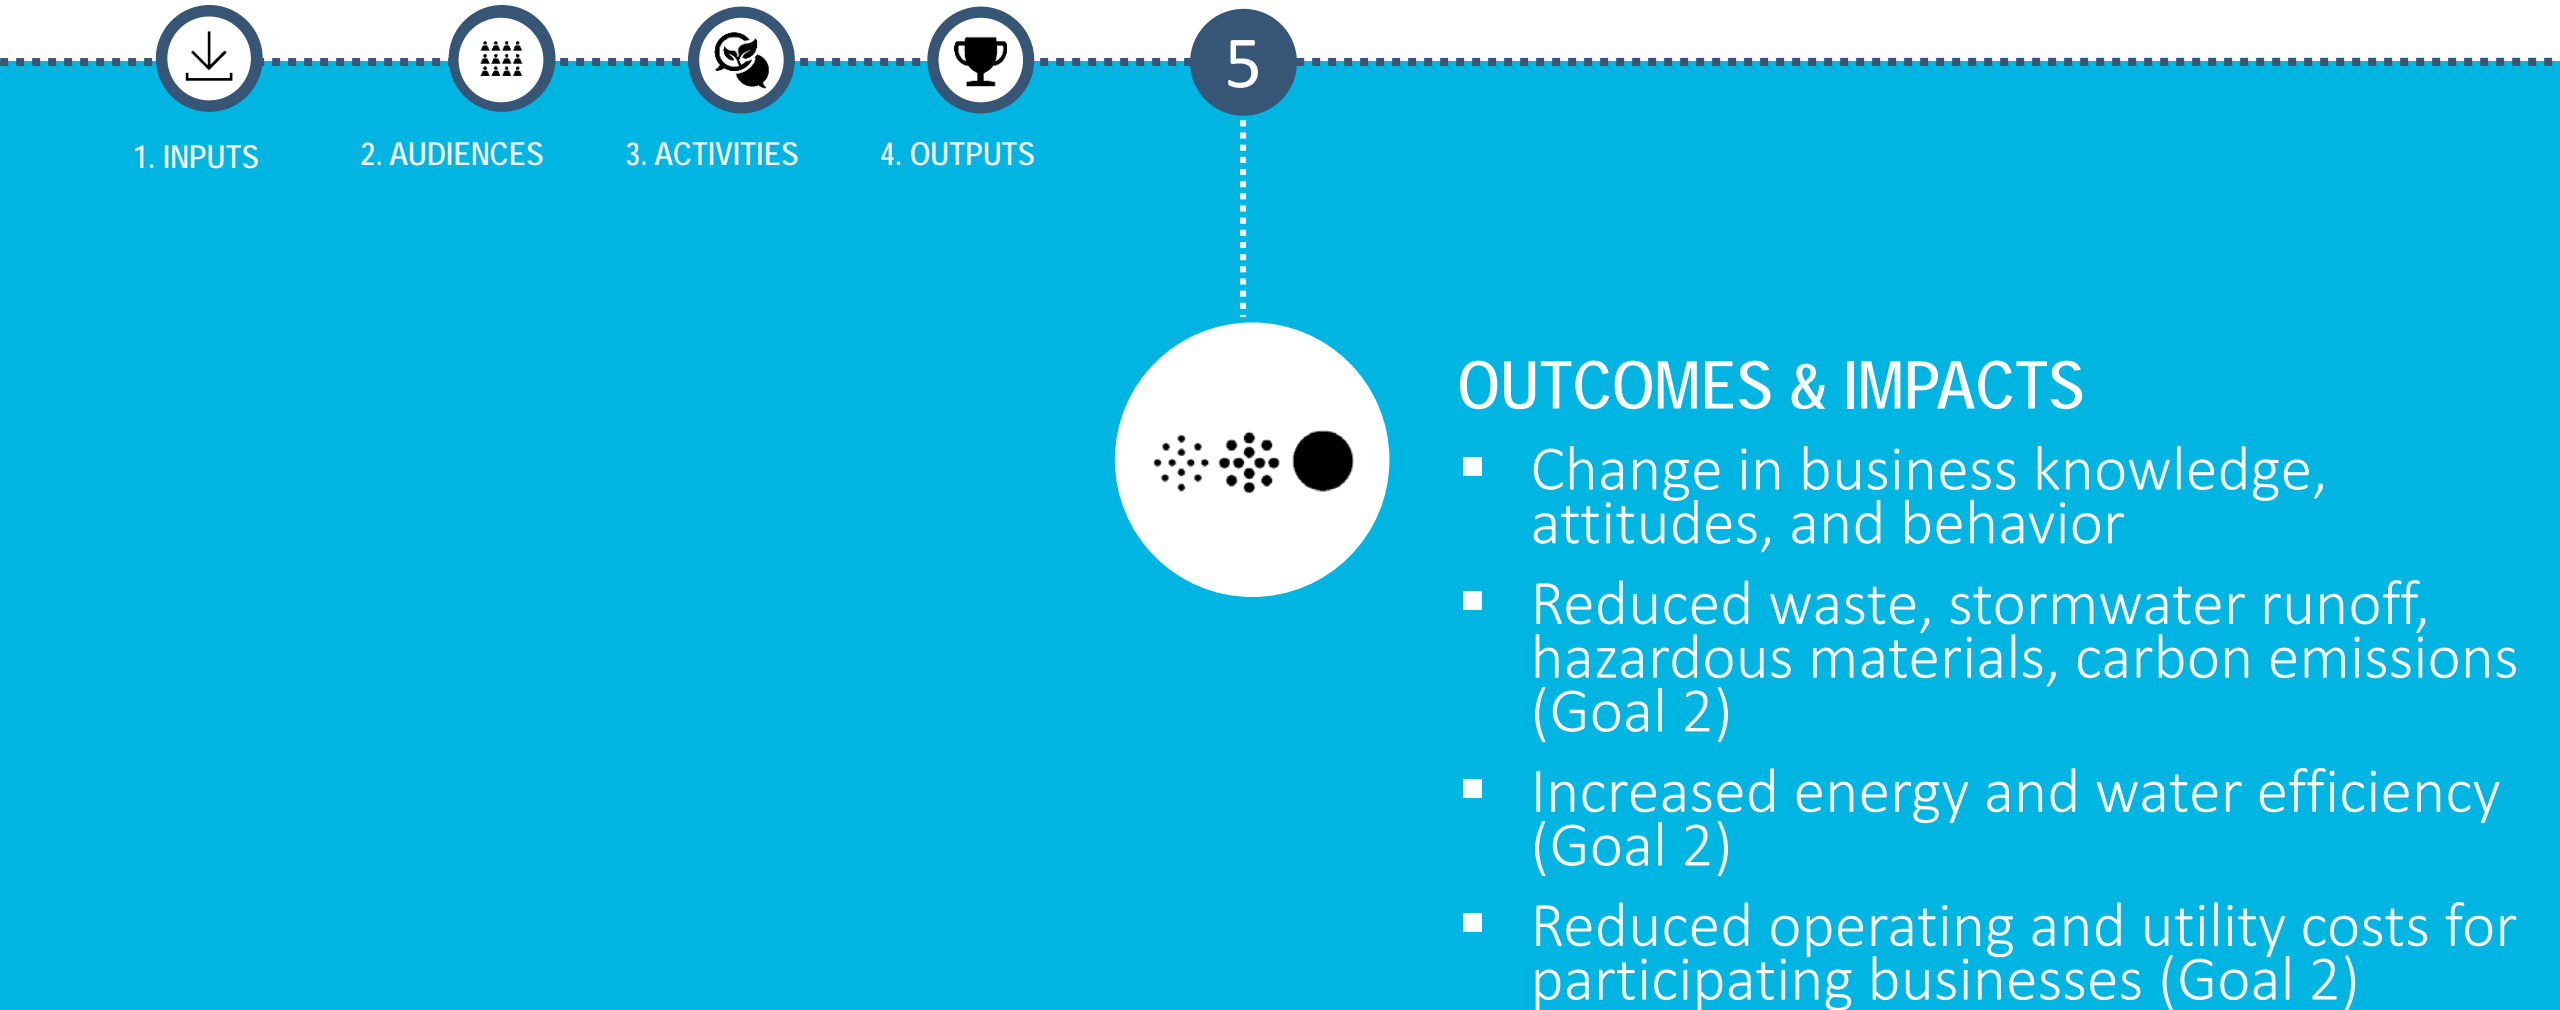 5
1. INPUTS
2. AUDIENCES
3. ACTIVITIES
4. OUTPUTS
OUTCOMES & IMPACTS
▪ Change in business knowledge,
attitudes, and behavior
▪ Reduced waste, stormwater runoff,
hazardous materials, carbon emissions
(Goal 2)
▪ Increased energy and water efficiency
(Goal 2)
▪ Reduced operating and utility costs for
participating businesses (Goal 2)